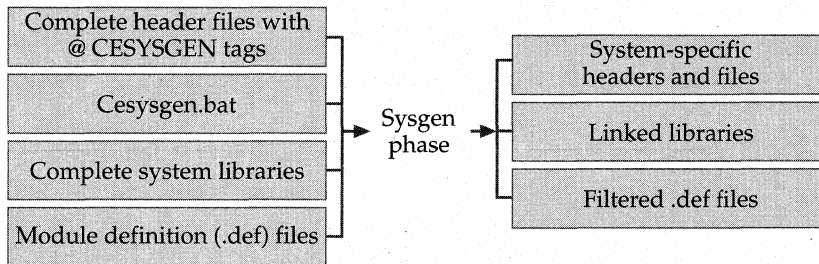 Complete header files with
@ CESYSGEN tags
Cesysgen.bat
Complete system libraries
Module definition (.def) files
Sysgen
phase
System-specific
headers and files
Linked libraries
Filtered .def files